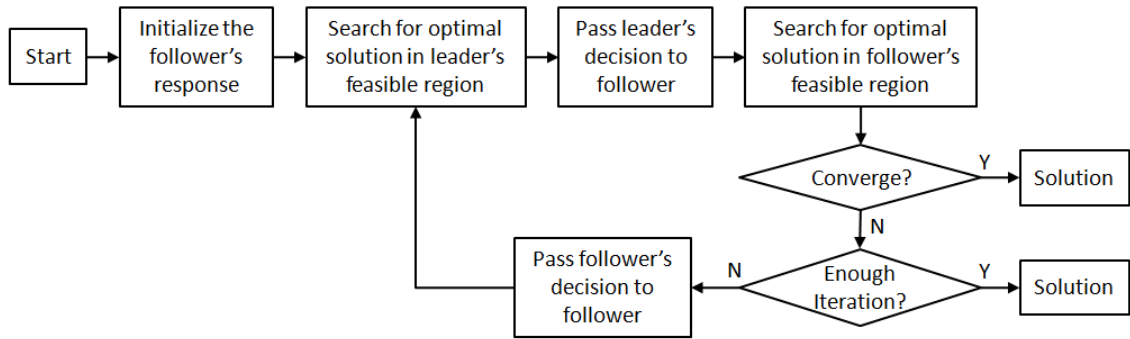 Start
Initialize the
follower's
response
Search for optimal
solution in leader's
feasible region
Pass leader's
decision to
follower
Search for optimal
solution in follower's
feasible region
Converge?
Y
Solution
N
Enough
Iteration?
Y
Solution
N
Pass follower's
decision to
follower